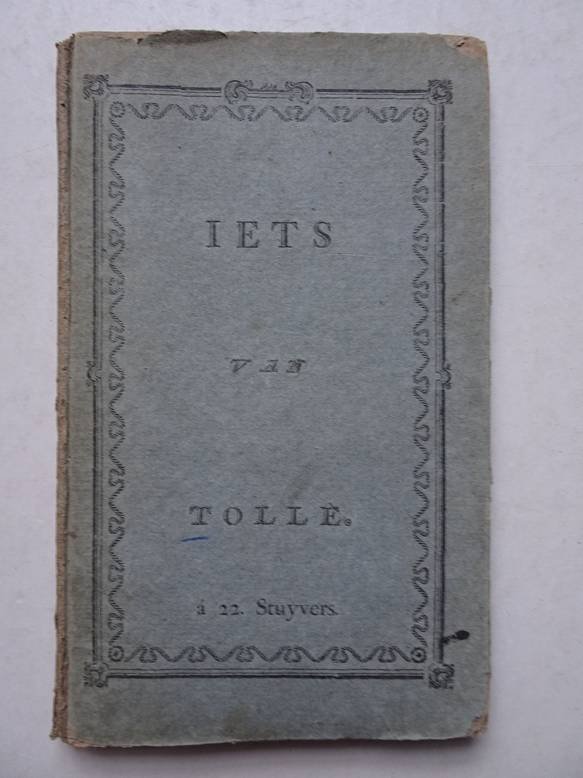 IETS
VAN
TOLLÈ.
á 22. Stuyvers.